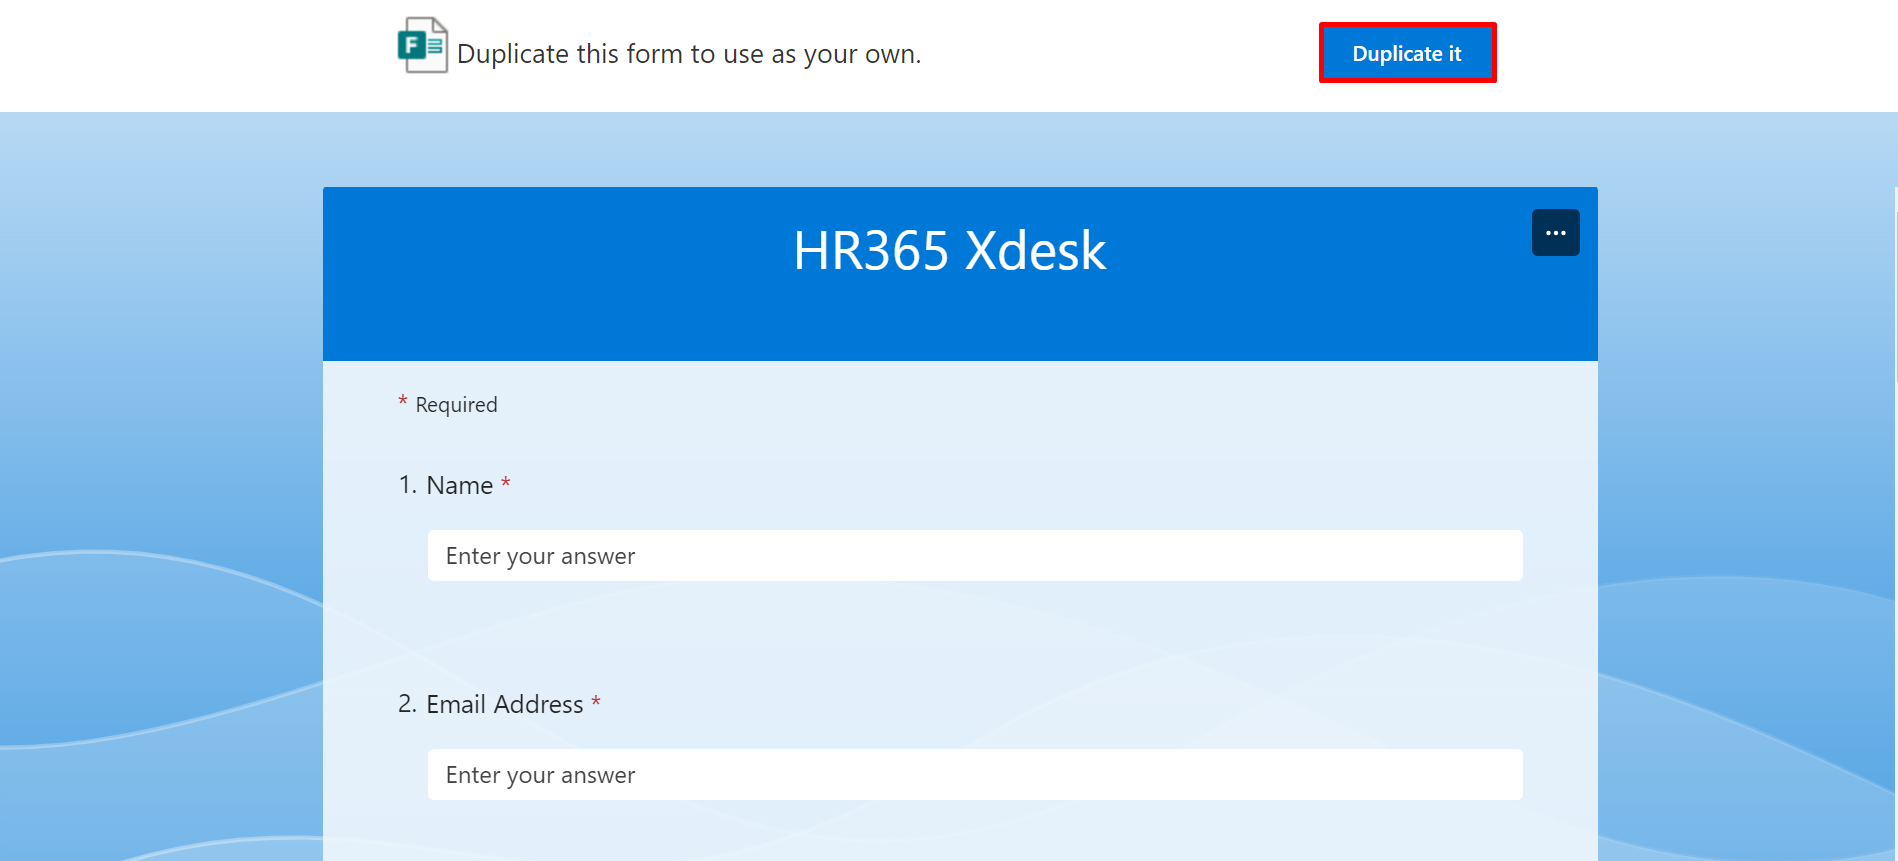 F
Duplicate this form to use as your own.
Duplicate it
HR365 Xdesk
...
* Required
1. Name *
Enter your answer
2. Email Address *
Enter your answer